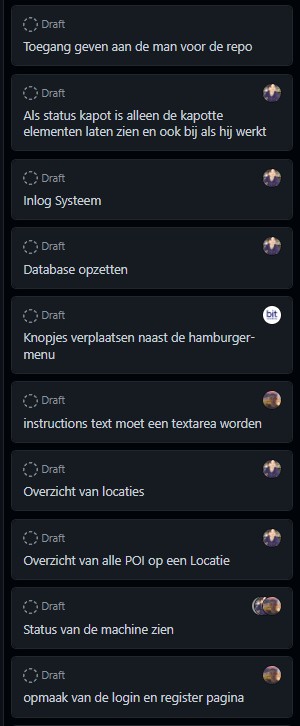 Draft
Toegang geven aan de man voor de repo
Draft
Als status kapot is alleen de kapotte
elementen laten zien en ook bij als hij werkt
Draft
Inlog Systeem
Draft
Database opzetten
Draft
bit
Knopjes verplaatsen naast de hamburger-
menu
Draft
instructions text moet een textarea worden
Draft
Overzicht van locaties
Draft
Overzicht van alle POI op een Locatie
Draft
Status van de machine zien
Draft
opmaak van de login en register pagina